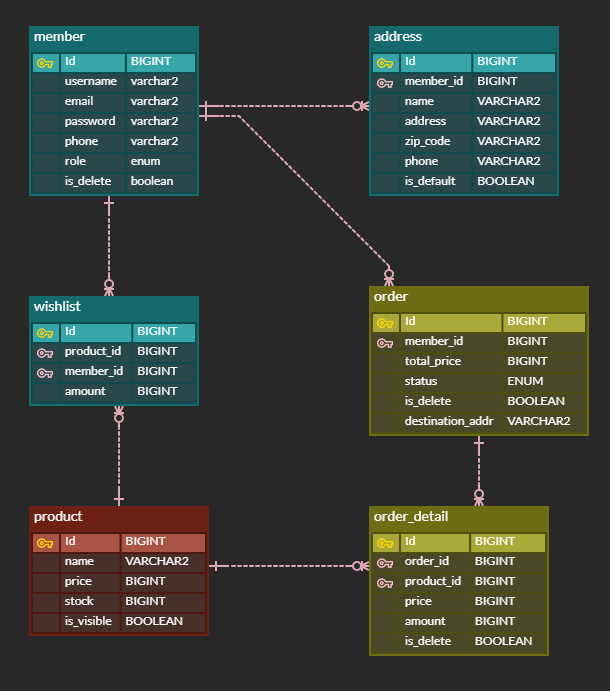 member
Id BIGINT
username varchar2
email varchar2
password varchar2
phone varchar2
role enum
is_delete boolean
address
Id BIGINT
member_id BIGINT
name VARCHAR2
address VARCHAR2
zip_code VARCHAR2
phone VARCHAR2
is_default BOOLEAN
wishlist
Id BIGINT
product_id BIGINT
member_id BIGINT
amount BIGINT
order
Id BIGINT
member_id BIGINT
total_price BIGINT
status ENUM
is_delete BOOLEAN
destination_addr VARCHAR2
product
Id BIGINT
name VARCHAR2
price BIGINT
stock BIGINT
is_visible BOOLEAN
order_detail
Id BIGINT
order_id BIGINT
product_id BIGINT
price BIGINT
amount BIGINT
is_delete BOOLEAN